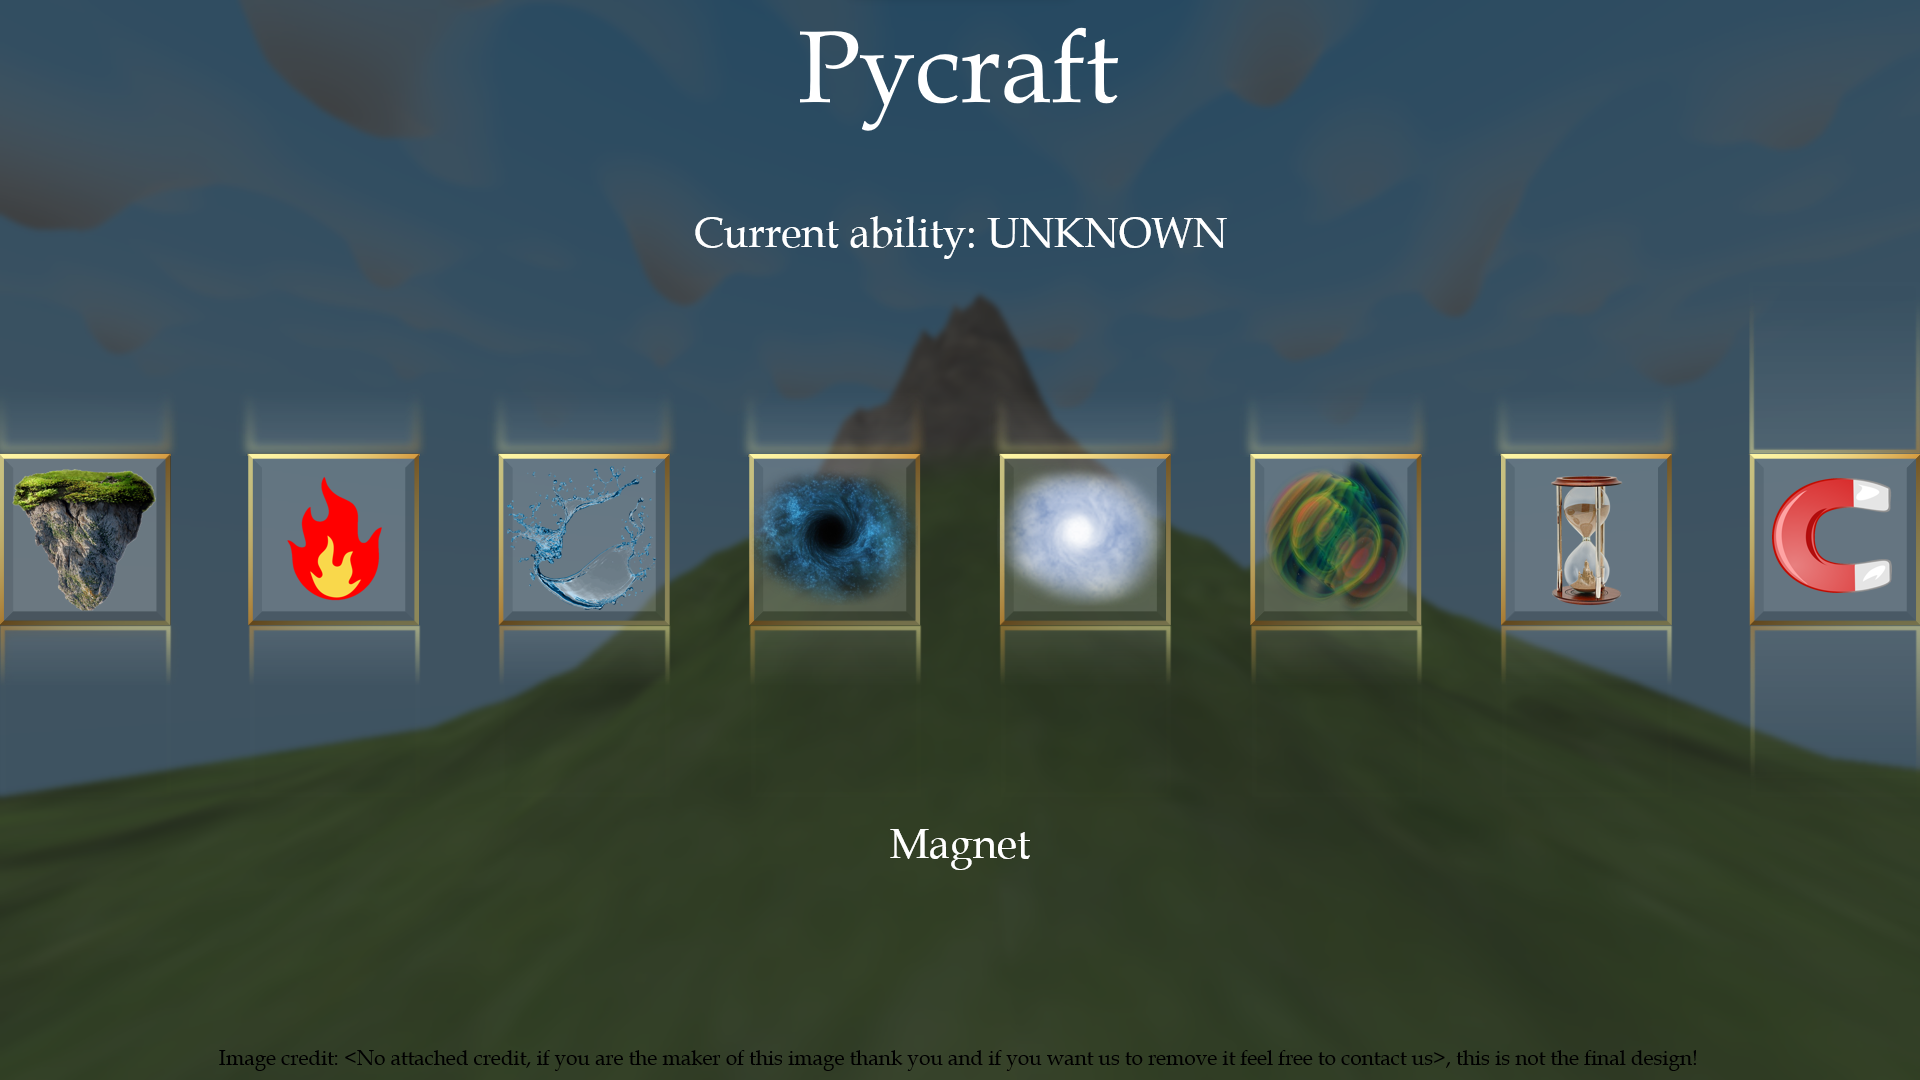 Pycraft
Current ability: UNKNOWN
Magnet
Image credit: <No attached credit, if you are the maker of this image thank you and if you want us to remove it feel free to contact us>, this is not the final design!